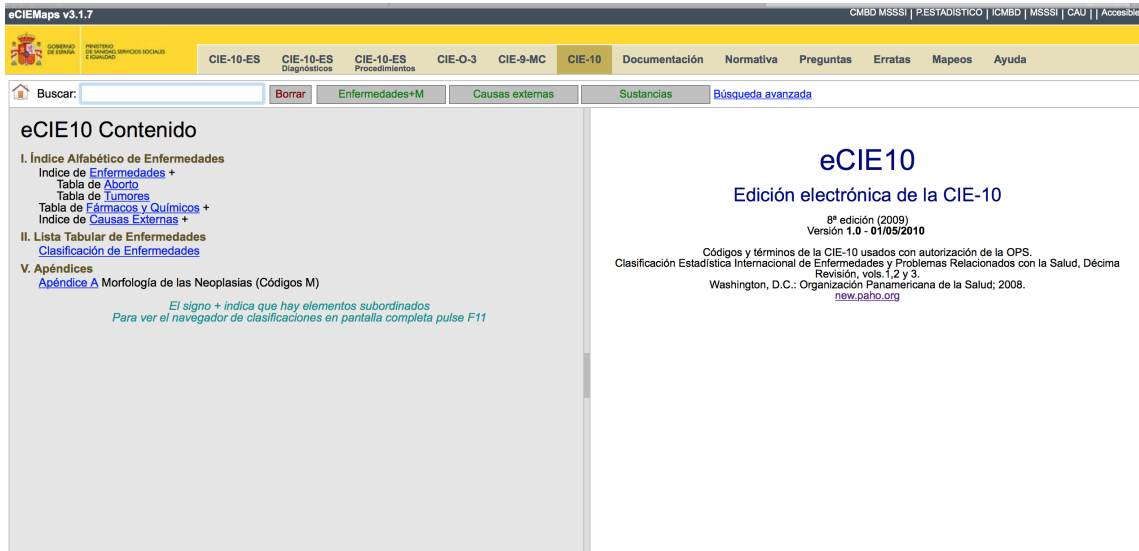 eCIEMaps v3.1.7
CMBD MSSSI | P.ESTADÍSTICO | ICMBD | MSSSI | CAU | | Accesible
GOBIERNO
DE ESPAÑA
MINISTERIO
DE SANIDAD, SERVICIOS SOCIALES
E IGUALDAD
CIE-10-ES
CIE-10-ES
Diagnósticos
CIE-10-ES
Procedimientos
CIE-O-3
CIE-9-MC
CIE-10
Documentación
Normativa
Preguntas
Erratas
Mapeos
Ayuda
Buscar:
Borrar
Enfermedades+M
Causas externas
Sustancias
Búsqueda avanzada
eCIE10 Contenido
I. Índice Alfabético de Enfermedades
Indice de Enfermedades +
Tabla de Aborto
Tabla de Tumores
Tabla de Fármacos y Químicos +
Indice de Causas Externas +
II. Lista Tabular de Enfermedades
Clasificación de Enfermedades
V. Apéndices
Apéndice A Morfología de las Neoplasias (Códigos M)
El signo + indica que hay elementos subordinados
Para ver el navegador de clasificaciones en pantalla completa pulse F11
eCIE10
Edición electrónica de la CIE-10
8ª edición (2009)
Versión 1.0 - 01/05/2010
Códigos y términos de la CIE-10 usados con autorización de la OPS.
Clasificación Estadística Internacional de Enfermedades y Problemas Relacionados con la Salud, Décima
Revisión, vols.1,2 y 3.
Washington, D.C.: Organización Panamericana de la Salud; 2008.
new.paho.org